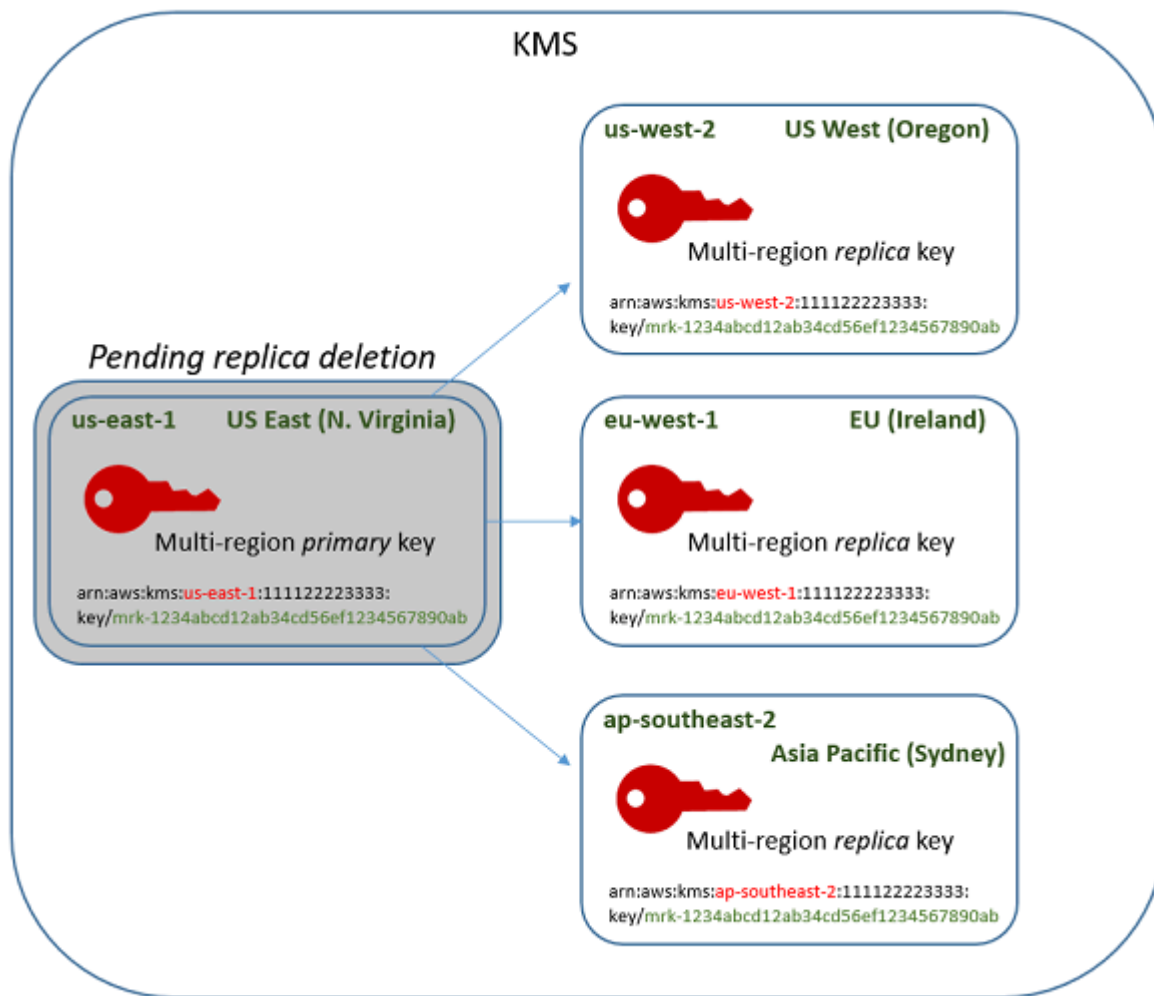 KMS
us-west-2 US West (Oregon)
Multi-region replica key
arn:aws:kms:us-west-2:111122223333:
key/mrk-1234abcd12ab34cd56ef1234567890ab
Pending replica deletion
us-east-1 US East (N. Virginia)
Multi-region primary key
arn:aws:kms:us-east-1:111122223333:
key/mrk-1234abcd12ab34cd56ef1234567890ab
eu-west-1 EU (Ireland)
Multi-region replica key
arn:aws:kms:eu-west-1:111122223333:
key/mrk-1234abcd12ab34cd56ef1234567890ab
ap-southeast-2
Asia Pacific (Sydney)
Multi-region replica key
arn:aws:kms:ap-southeast-2:111122223333:
key/mrk-1234abcd12ab34cd56ef1234567890ab